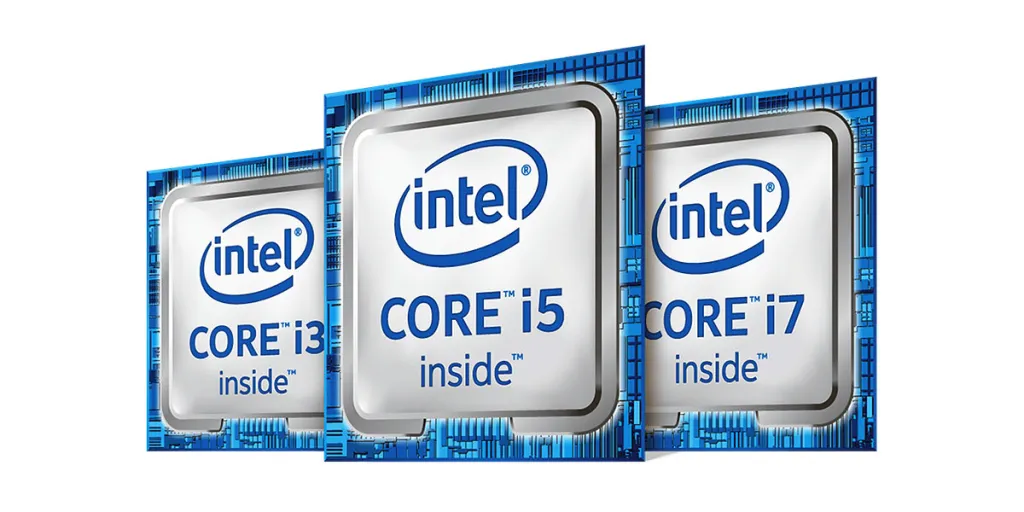 intel®
CORE™ i3
inside™
intel®
CORE™ i5
inside™
intel®
CORE™ i7
inside™